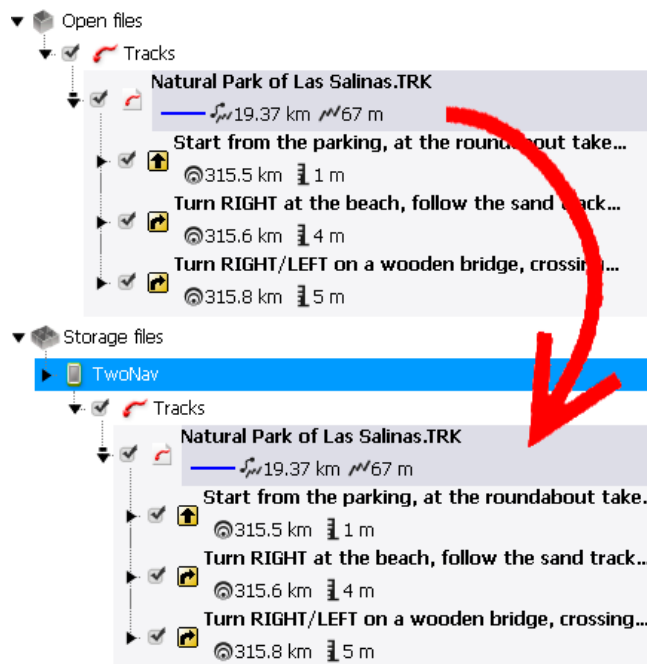 Open files
Tracks
Natural Park of Las Salinas.TRK
19.37 km 67 m
Start from the parking, at the roundabout take...
315.5 km 1 m
Turn RIGHT at the beach, follow the sand track...
315.6 km 4 m
Turn RIGHT/LEFT on a wooden bridge, crossing...
315.8 km 5 m
Storage files
TwoNav
Tracks
Natural Park of Las Salinas.TRK
19.37 km 67 m
Start from the parking, at the roundabout take.
315.5 km 1 m
Turn RIGHT at the beach, follow the sand track...
315.6 km 4 m
Turn RIGHT/LEFT on a wooden bridge, crossing...
315.8 km 5 m